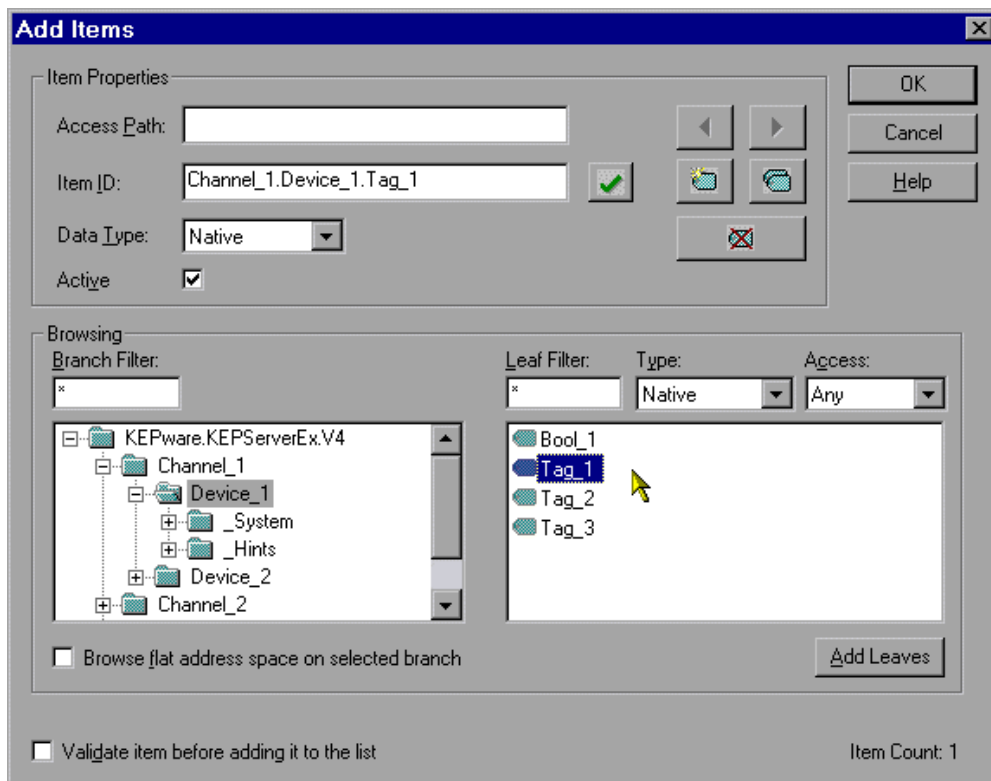 Add Items
Item Properties
Access Path:
OK
Cancel
Item ID:
Channel_1.Device_1.Tag_1
Help
Data Type:
Native
Active
Browsing
Branch Filter:
Leaf Filter:
Type:
Access:
*
*
Native
Any
KEPware.KEPServerEx.V4
Channel_1
Device_1
_System
_Hints
Device_2
Channel_2
Bool_1
Tag_1
Tag_2
Tag_3
Browse flat address space on selected branch
Add Leaves
Validate item before adding it to the list
Item Count: 1